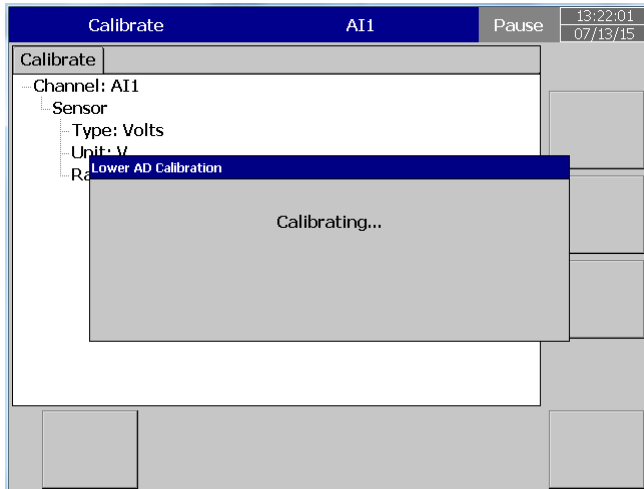 Calibrate AI1 Pause 13:22:01
07/13/15
Calibrate
Channel: AI1
Sensor
Type: Volts
Unit: V
Lower AD Calibration
Calibrating...